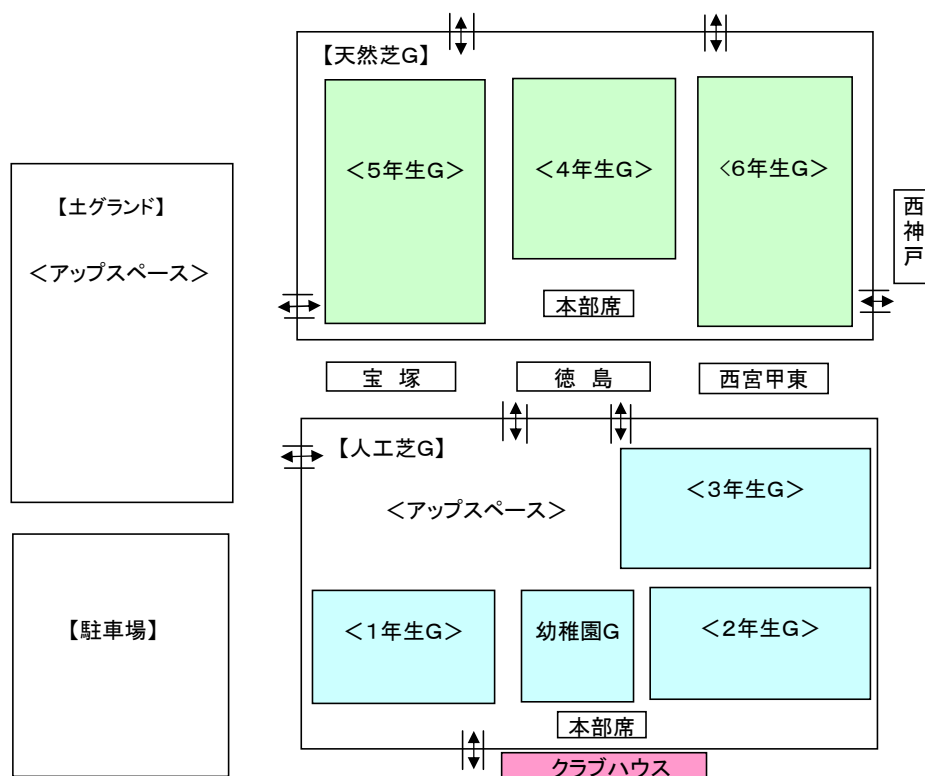 【天然芝G】
＜5年生G＞
＜4年生G＞
＜6年生G＞
【土グランド】
＜アップスペース＞
西神戸
本部席
宝 塚
徳 島
西宮甲東
【人工芝G】
＜アップスペース＞
＜3年生G＞
【駐車場】
＜1年生G＞
幼稚園G
＜2年生G＞
本部席
クラブハウス